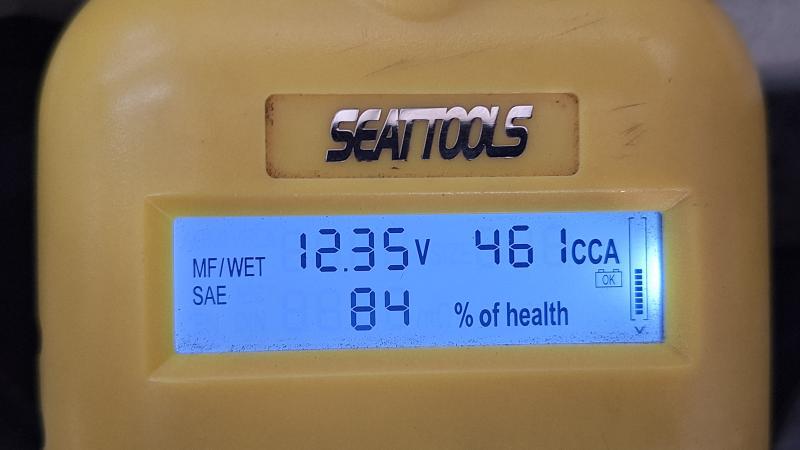 SEATTOOLS
MF/WET 12.35V 461CCA
OK
SAE 84 % of health
V